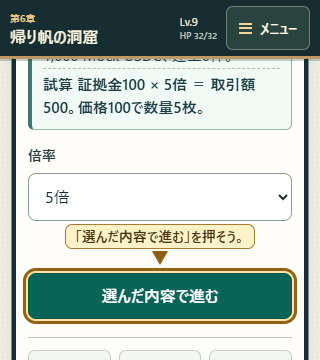 第6章
帰り帆の洞窟
Lv.9
HP 32/32
メニュー
試算 証拠金100 × 5倍 ＝ 取引額
500。価格100で数量5枚。
倍率
5倍
「選んだ内容で進む」を押そう。
選んだ内容で進む